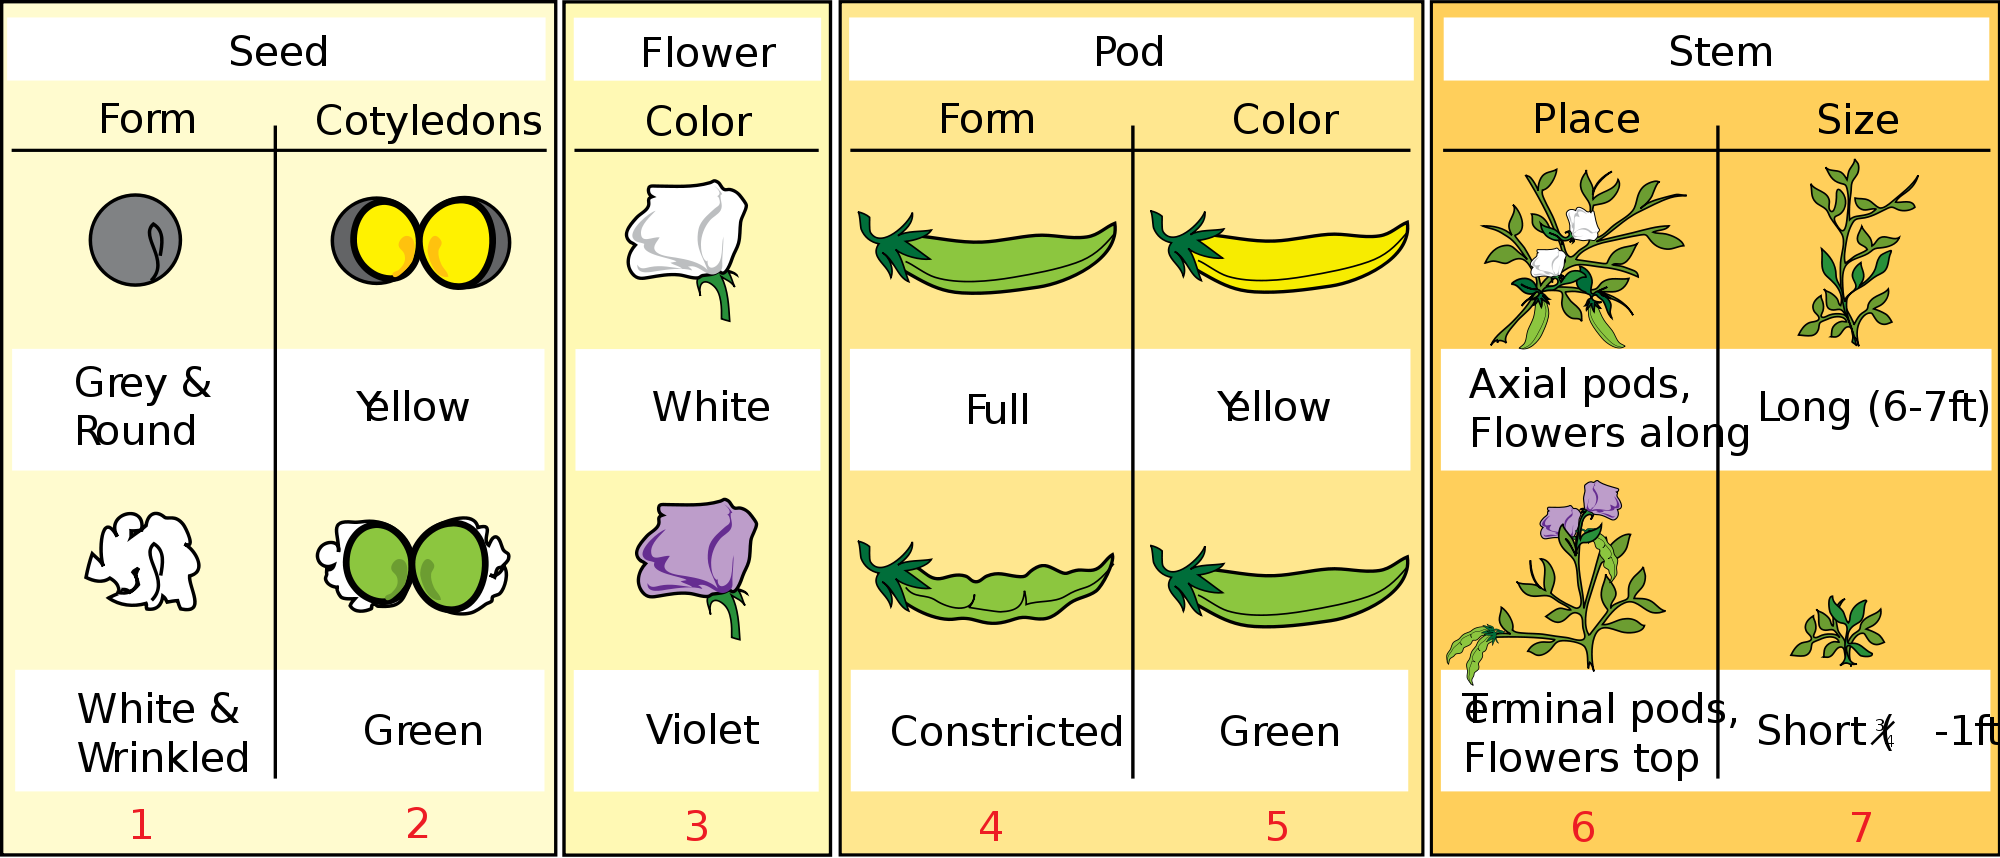 Seed
Flower
Pod
Stem
Form
Cotyledons
Color
Form
Color
Place
Size
Grey &
Round
Yellow
White
Full
Yellow
Axial pods,
Flowers along
Long (6-7ft)
White &
Wrinkled
Green
Violet
Constricted
Green
Terminal pods,
Flowers top
Short (¾ -1ft
1
2
3
4
5
6
7